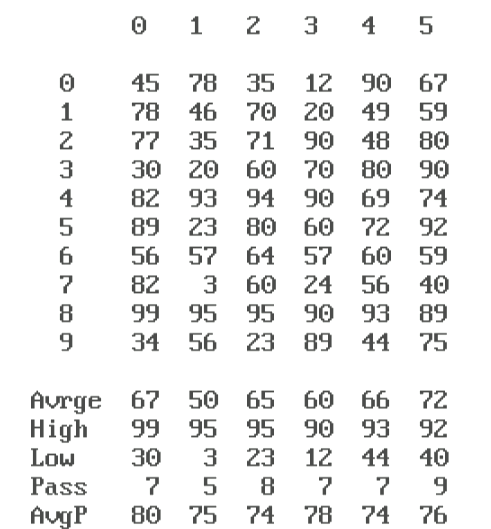 0 1 2 3 4 5
0 45 78 35 12 90 67
1 78 46 70 20 49 59
2 77 35 71 90 48 80
3 30 20 60 70 80 90
4 82 93 94 90 69 74
5 89 23 80 60 72 92
6 56 57 64 57 60 59
7 82 3 60 24 56 40
8 99 95 95 90 93 89
9 34 56 23 89 44 75
Avrge 67 50 65 60 66 72
High 99 95 95 90 93 92
Low 30 3 23 12 44 40
Pass 7 5 8 7 7 9
AvgP 80 75 74 78 74 76